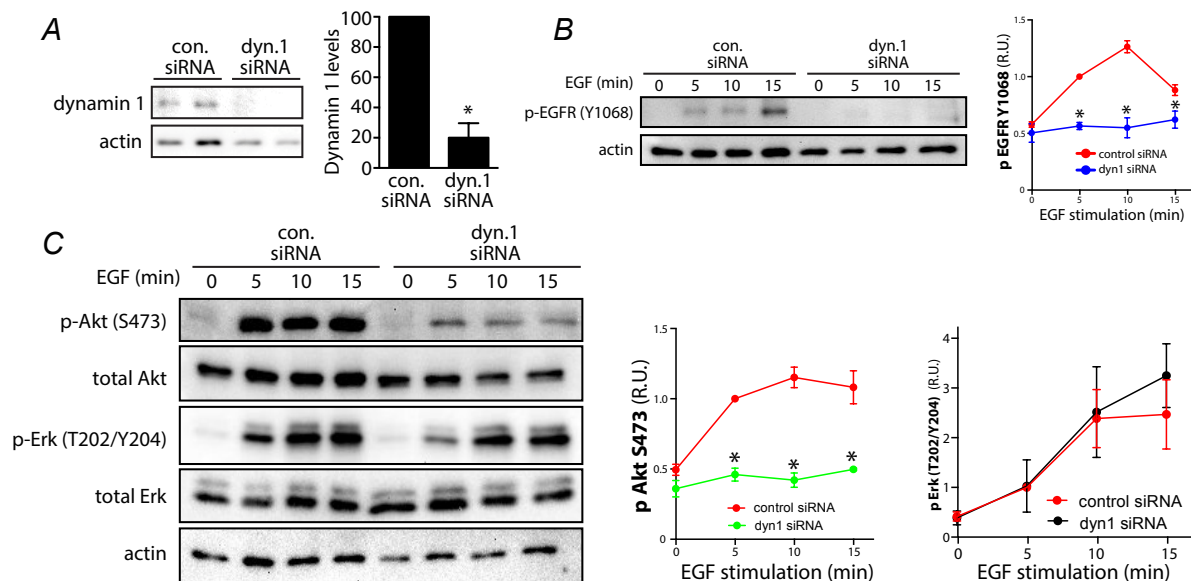 A
con.
siRNA
dyn.1
siRNA
dynamin 1
actin
Dynamin 1 levels
100
80
60
40
20
0
*
con.
siRNA
dyn.1
siRNA
B
con.
siRNA
dyn.1
siRNA
EGF (min) 0 5 10 15 0 5 10 15
p-EGFR (Y1068)
actin
p EGFR Y1068 (R.U.)
1.5
1.0
0.5
0
* * *
control siRNA
dyn1 siRNA
0 5 10 15
EGF stimulation (min)
C
con.
siRNA
dyn.1
siRNA
EGF (min) 0 5 10 15 0 5 10 15
p-Akt (S473)
total Akt
p-Erk (T202/Y204)
total Erk
actin
p Akt S473 (R.U.)
1.5
1.0
0.5
0.0
* * *
control siRNA
dyn1 siRNA
0 5 10 15
EGF stimulation (min)
p Erk (T202/Y204) (R.U.)
4
3
2
1
0
control siRNA
dyn1 siRNA
0 5 10 15
EGF stimulation (min)